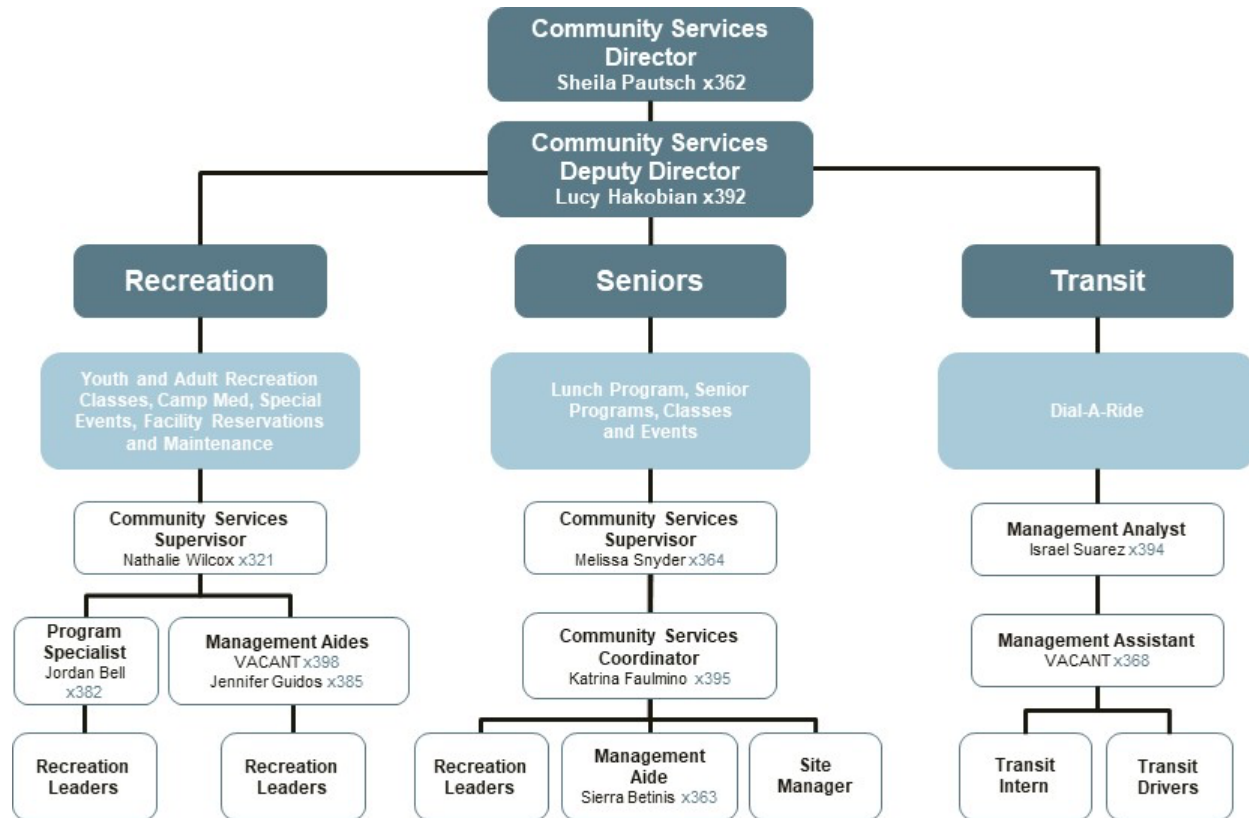 Community Services
Director
Sheila Pautsch x362
Community Services
Deputy Director
Lucy Hakobian x392
Recreation
Seniors
Transit
Youth and Adult Recreation
Classes, Camp Med, Special
Events, Facility Reservations
and Maintenance
Lunch Program, Senior
Programs, Classes
and Events
Dial-A-Ride
Community Services
Supervisor
Nathalie Wilcox x321
Community Services
Supervisor
Melissa Snyder x364
Management Analyst
Israel Suarez x394
Program
Specialist
Jordan Bell
x382
Management Aides
VACANT x398
Jennifer Guidos x385
Community Services
Coordinator
Katrina Faulmino x395
Management Assistant
VACANT x368
Recreation
Leaders
Recreation
Leaders
Recreation
Leaders
Management
Aide
Sierra Betinis x363
Site
Manager
Transit
Intern
Transit
Drivers